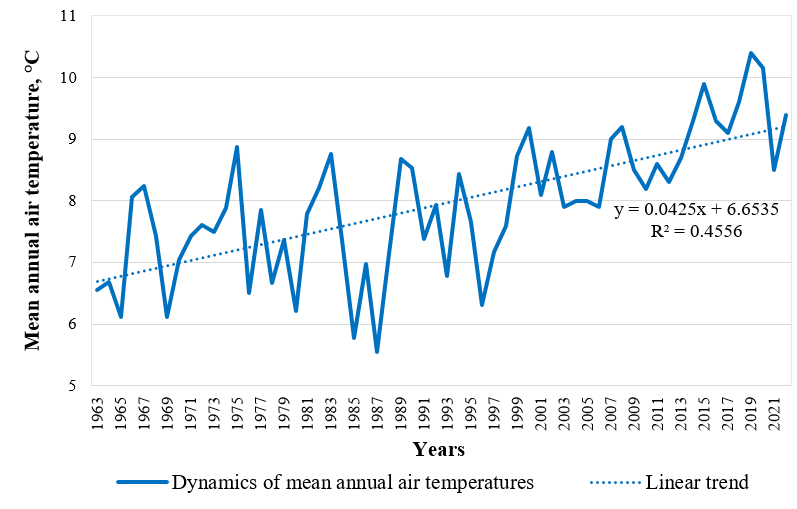 Mean annual air temperature, °C
11
10
9
8
7
6
5
y = 0.0425x + 6.6535
R² = 0.4556
1963 1965 1967 1969 1971 1973 1975 1977 1979 1981 1983 1985 1987 1989 1991 1993 1995 1997 1999 2001 2003 2005 2007 2009 2011 2013 2015 2017 2019 2021
Years
Dynamics of mean annual air temperatures Linear trend